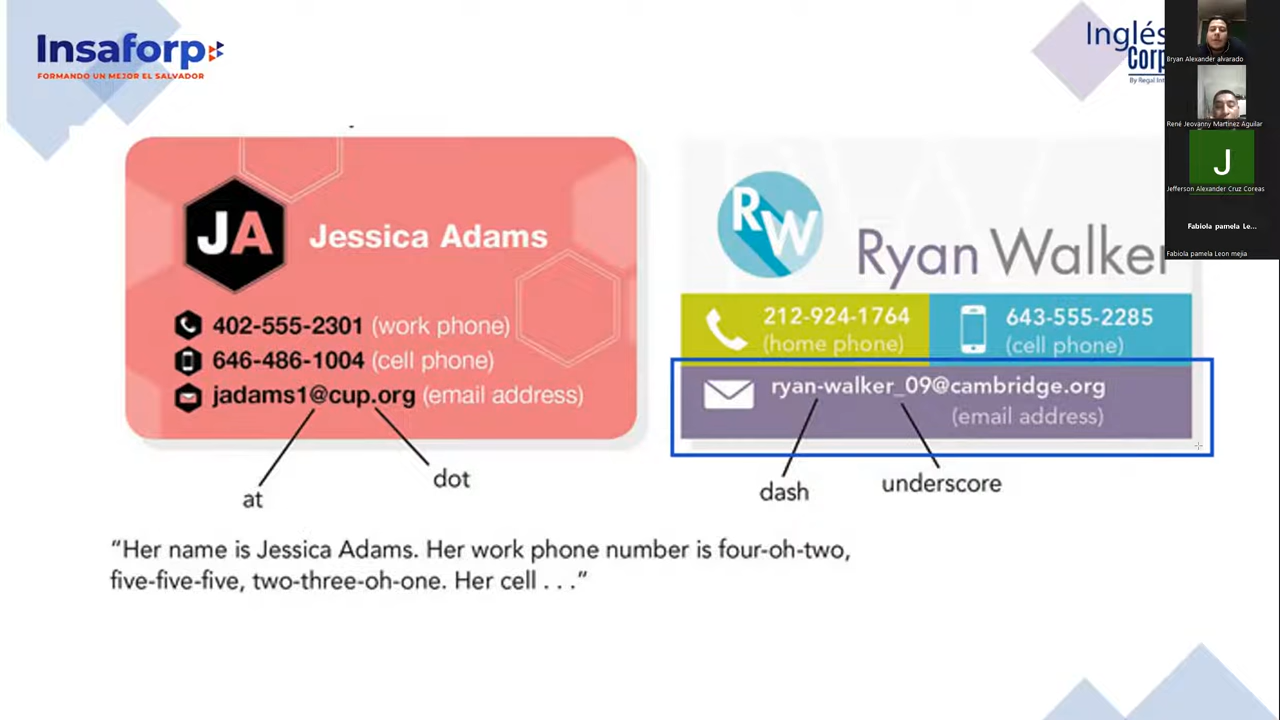 Insaforp
FORMANDO UN MEJOR EL SALVADOR
Inglés
Corp
By Regal Int
Bryan Alexander alvarado
René Jeovanny Martinez Aguilar
J
Jefferson Alexander Cruz Coreas
Fabiola pamela Le...
Fabiola pamela Leon mejia
JA
Jessica Adams
402-555-2301 (work phone)
646-486-1004 (cell phone)
jadams1@cup.org (email address)
at
dot
RW
Ryan Walker
212-924-1764
(home phone)
643-555-2285
(cell phone)
ryan-walker_09@cambridge.org
(email address)
dash
underscore
“Her name is Jessica Adams. Her work phone number is four-oh-two,
five-five-five, two-three-oh-one. Her cell . . .”